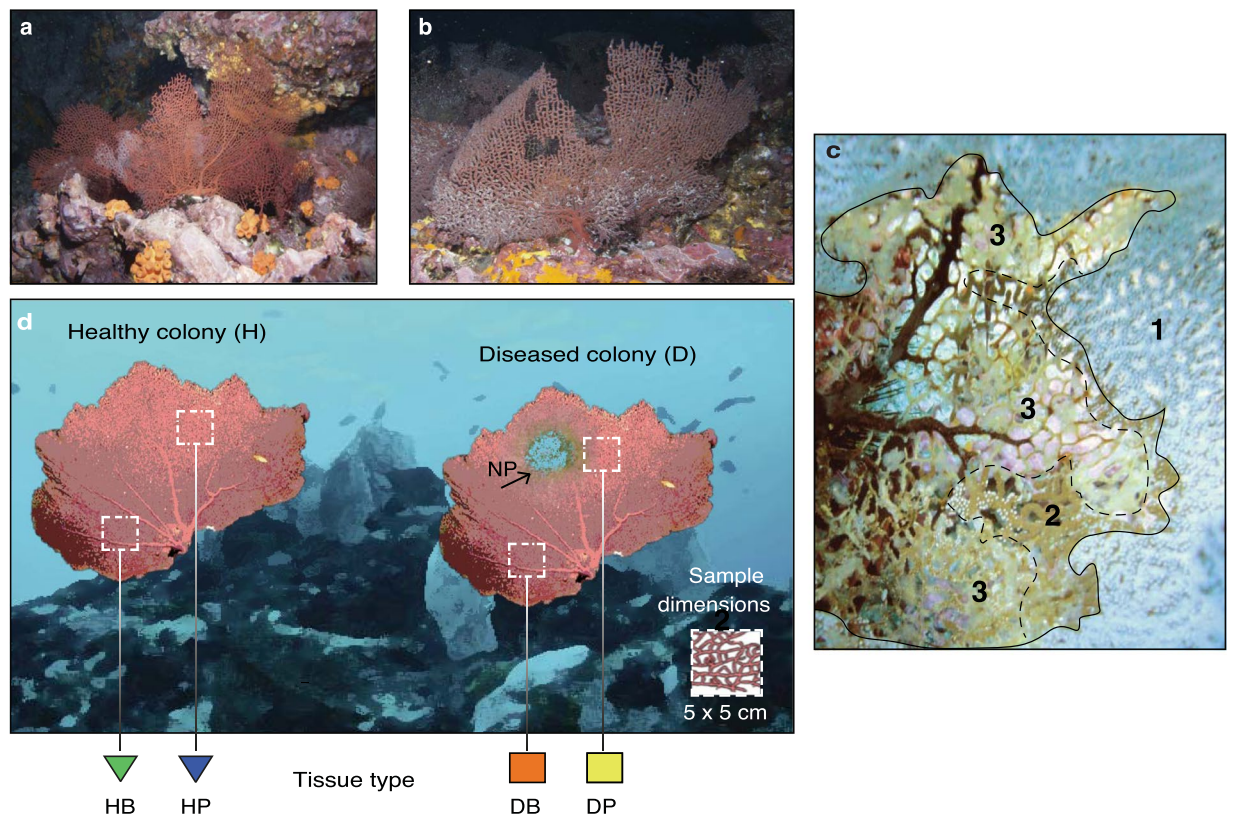 a
b
c
3
1
3
2
3
d
Healthy colony (H)
Diseased colony (D)
NP
Sample
dimensions
2
5 x 5 cm
Tissue type
HB
HP
DB
DP